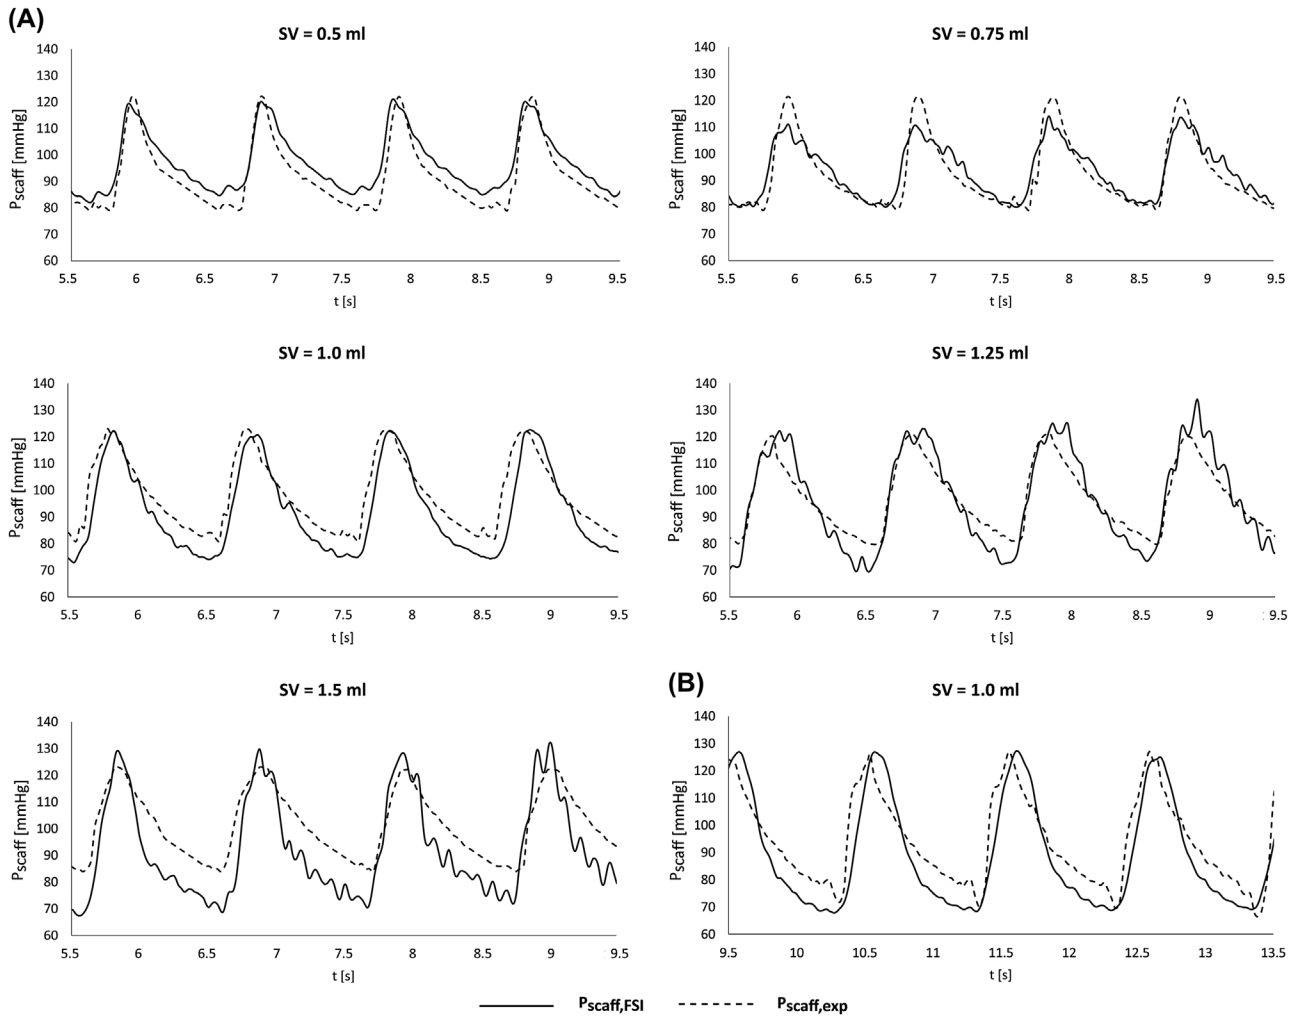 (A)
SV = 0.5 ml
140
130
120
110
100
90
80
70
60
Pscaff [mmHg]
5.5 6 6.5 7 7.5 8 8.5 9 9.5
t [s]
SV = 0.75 ml
140
130
120
110
100
90
80
70
60
Pscaff [mmHg]
5.5 6 6.5 7 7.5 8 8.5 9 9.5
t [s]
SV = 1.0 ml
140
130
120
110
100
90
80
70
60
Pscaff [mmHg]
5.5 6 6.5 7 7.5 8 8.5 9 9.5
t [s]
SV = 1.25 ml
140
130
120
110
100
90
80
70
60
Pscaff [mmHg]
5.5 6 6.5 7 7.5 8 8.5 9 9.5
t [s]
SV = 1.5 ml
140
130
120
110
100
90
80
70
60
Pscaff [mmHg]
5.5 6 6.5 7 7.5 8 8.5 9 9.5
t [s]
(B)
SV = 1.0 ml
140
130
120
110
100
90
80
70
60
Pscaff [mmHg]
9.5 10 10.5 11 11.5 12 12.5 13 13.5
t [s]
Pscaff,FSI Pscaff,exp